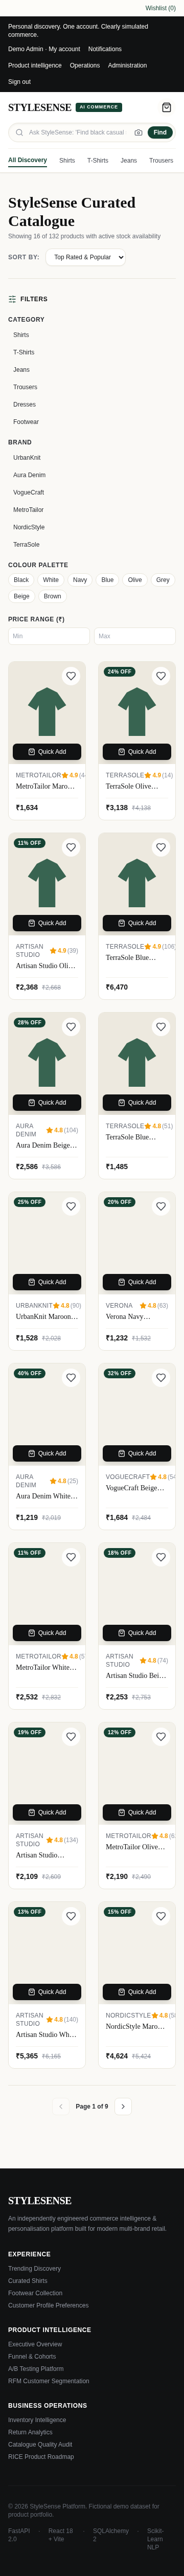 Wishlist (0)
Personal discovery. One account. Clearly simulated
commerce.
Demo Admin · My account Notifications
Product intelligence Operations Administration
Sign out
STYLESENSE AI COMMERCE
Ask StyleSense: 'Find black casual Find
All Discovery Shirts T-Shirts Jeans Trousers
StyleSense Curated
Catalogue
Showing 16 of 132 products with active stock availability
SORT BY: Top Rated & Popular
FILTERS
CATEGORY
Shirts
T-Shirts
Jeans
Trousers
Dresses
Footwear
BRAND
UrbanKnit
Aura Denim
VogueCraft
MetroTailor
NordicStyle
TerraSole
COLOUR PALETTE
Black White Navy Blue Olive Grey
Beige Brown
PRICE RANGE (₹)
Min Max
Quick Add
METROTAILOR 4.9
MetroTailor Maro…
₹1,634
24% OFF
Quick Add
TERRASOLE 4.9 (14)
TerraSole Olive…
₹3,138 ₹4,138
11% OFF
Quick Add
ARTISAN
STUDIO 4.9 (39)
Artisan Studio Oli…
₹2,368 ₹2,668
Quick Add
TERRASOLE 4.9 (106)
TerraSole Blue…
₹6,470
28% OFF
Quick Add
AURA
DENIM 4.8 (104)
Aura Denim Beige…
₹2,586 ₹3,586
Quick Add
TERRASOLE 4.8 (51)
TerraSole Blue…
₹1,485
25% OFF
Quick Add
URBANKNIT 4.8 (90)
UrbanKnit Maroon…
₹1,528 ₹2,028
20% OFF
Quick Add
VERONA 4.8 (63)
Verona Navy…
₹1,232 ₹1,532
40% OFF
Quick Add
AURA
DENIM 4.8 (25)
Aura Denim White…
₹1,219 ₹2,019
32% OFF
Quick Add
VOGUECRAFT 4.8
VogueCraft Beige…
₹1,684 ₹2,484
11% OFF
Quick Add
METROTAILOR 4.8
MetroTailor White…
₹2,532 ₹2,832
18% OFF
Quick Add
ARTISAN
STUDIO 4.8 (74)
Artisan Studio Bei…
₹2,253 ₹2,753
19% OFF
Quick Add
ARTISAN
STUDIO 4.8 (134)
Artisan Studio…
₹2,109 ₹2,609
12% OFF
Quick Add
METROTAILOR 4.8
MetroTailor Olive…
₹2,190 ₹2,490
13% OFF
Quick Add
ARTISAN
STUDIO 4.8 (140)
Artisan Studio Wh…
₹5,365 ₹6,165
15% OFF
Quick Add
NORDICSTYLE 4.8
NordicStyle Maro…
₹4,624 ₹5,424
Page 1 of 9
STYLESENSE
An independently engineered commerce intelligence &
personalisation platform built for modern multi-brand retail.
EXPERIENCE
Trending Discovery
Curated Shirts
Footwear Collection
Customer Profile Preferences
PRODUCT INTELLIGENCE
Executive Overview
Funnel & Cohorts
A/B Testing Platform
RFM Customer Segmentation
BUSINESS OPERATIONS
Inventory Intelligence
Return Analytics
Catalogue Quality Audit
RICE Product Roadmap
© 2026 StyleSense Platform. Fictional demo dataset for
product portfolio.
FastAPI
2.0 · React 18
+ Vite · SQLAlchemy
2 · Scikit-
Learn
NLP